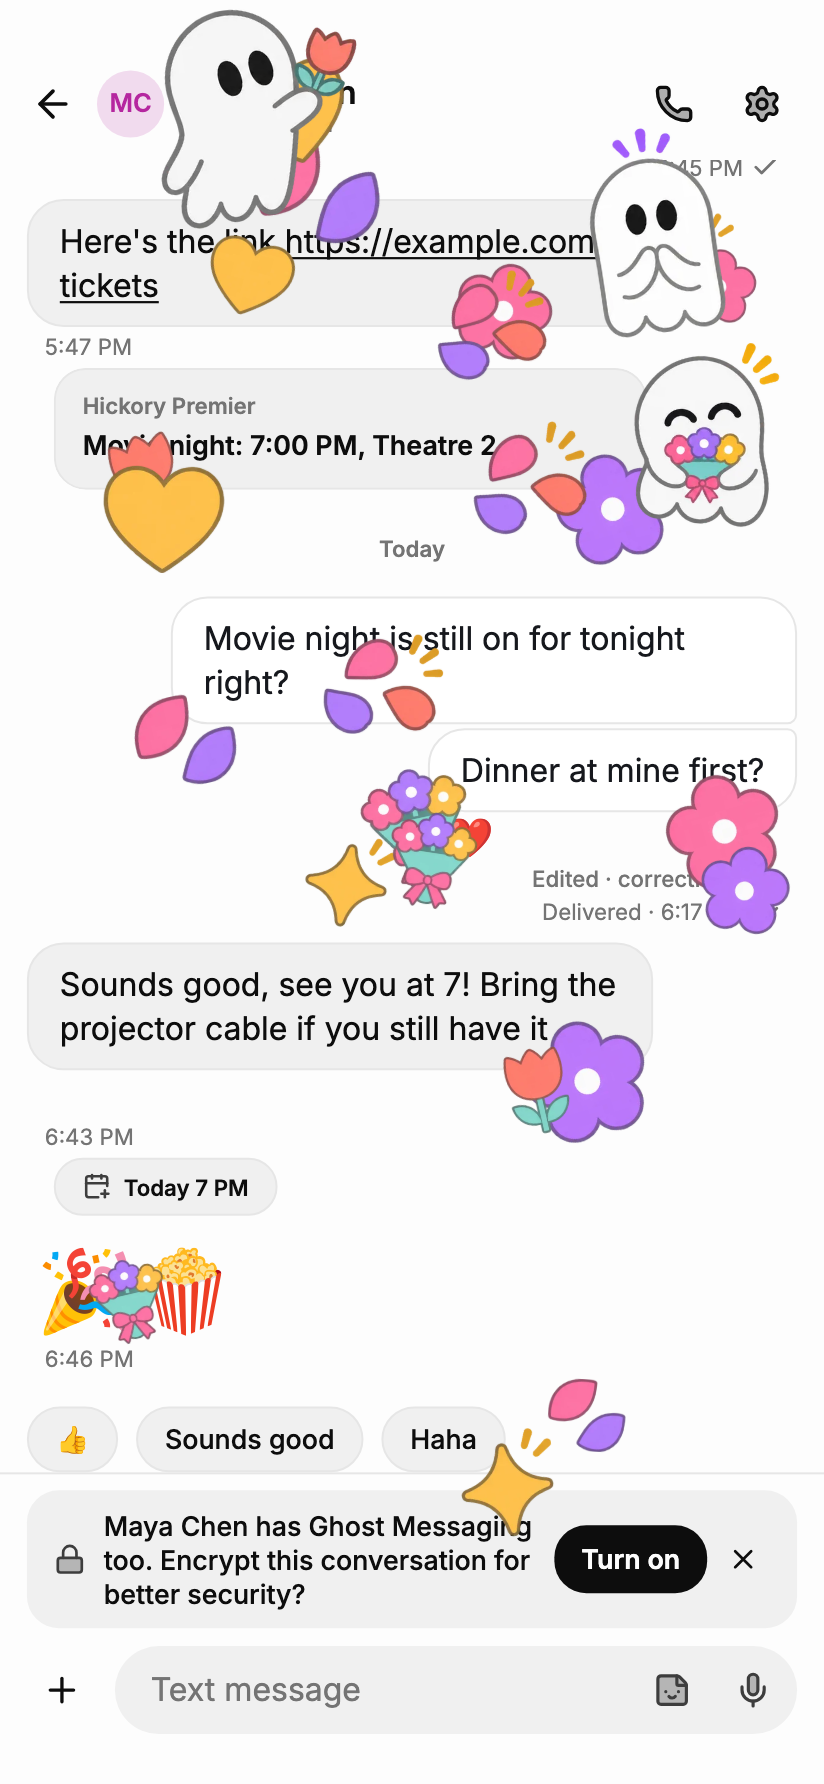 MC
45 PM
Here's the link https://example.com
tickets
5:47 PM
Hickory Premier
Movie night: 7:00 PM, Theatre 2
Today
Movie night is still on for tonight
right?
Dinner at mine first?
Edited ·
Delivered · 6:17
Sounds good, see you at 7! Bring the
projector cable if you still have it
6:43 PM
Today 7 PM
6:46 PM
Sounds good
Haha
Maya Chen has Ghost Messaging
too. Encrypt this conversation for
better security?
Turn on
Text message